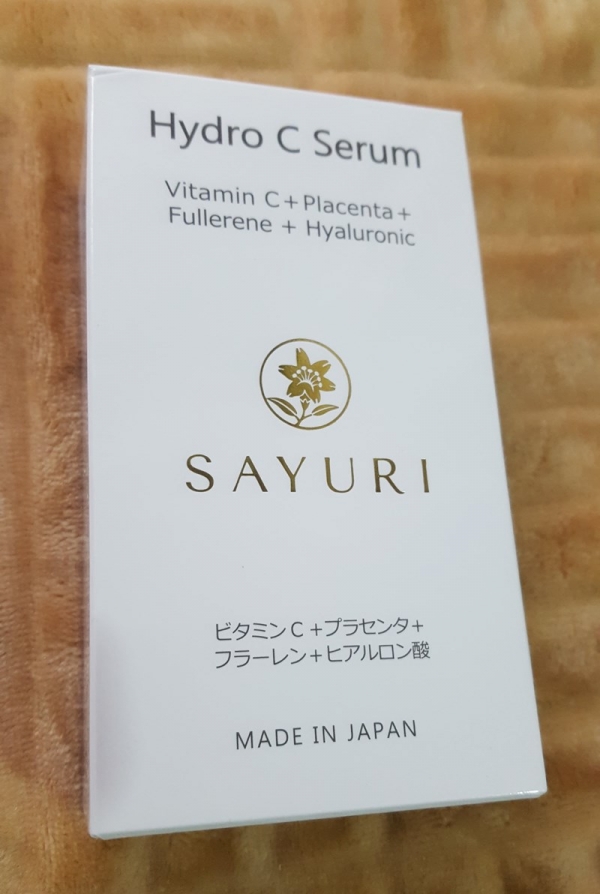 Hydro C Serum
Vitamin C+Placenta+
Fullerene + Hyaluronic
SAYURI
ビタミンC+プラセンタ+
フラーレン+ヒアルロン酸
MADE IN JAPAN